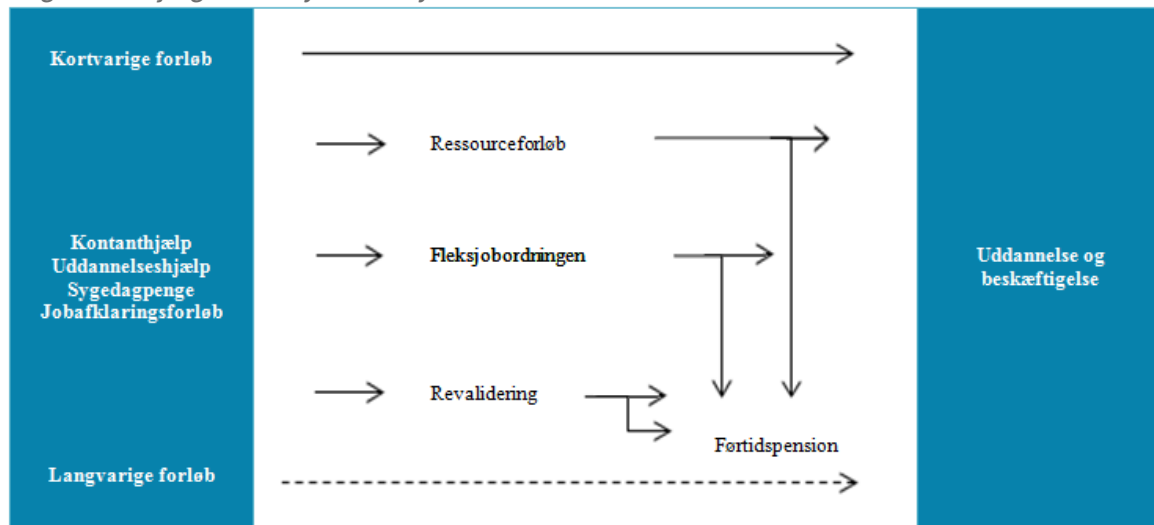 Kortvarige forløb
Ressourceforløb
Kontanthjælp
Uddannelseshjælp
Sygedagpenge
Jobafklaringsforløb
Fleksjobordningen
Uddannelse og
beskæftigelse
Revalidering
Førtidspension
Langvarige forløb